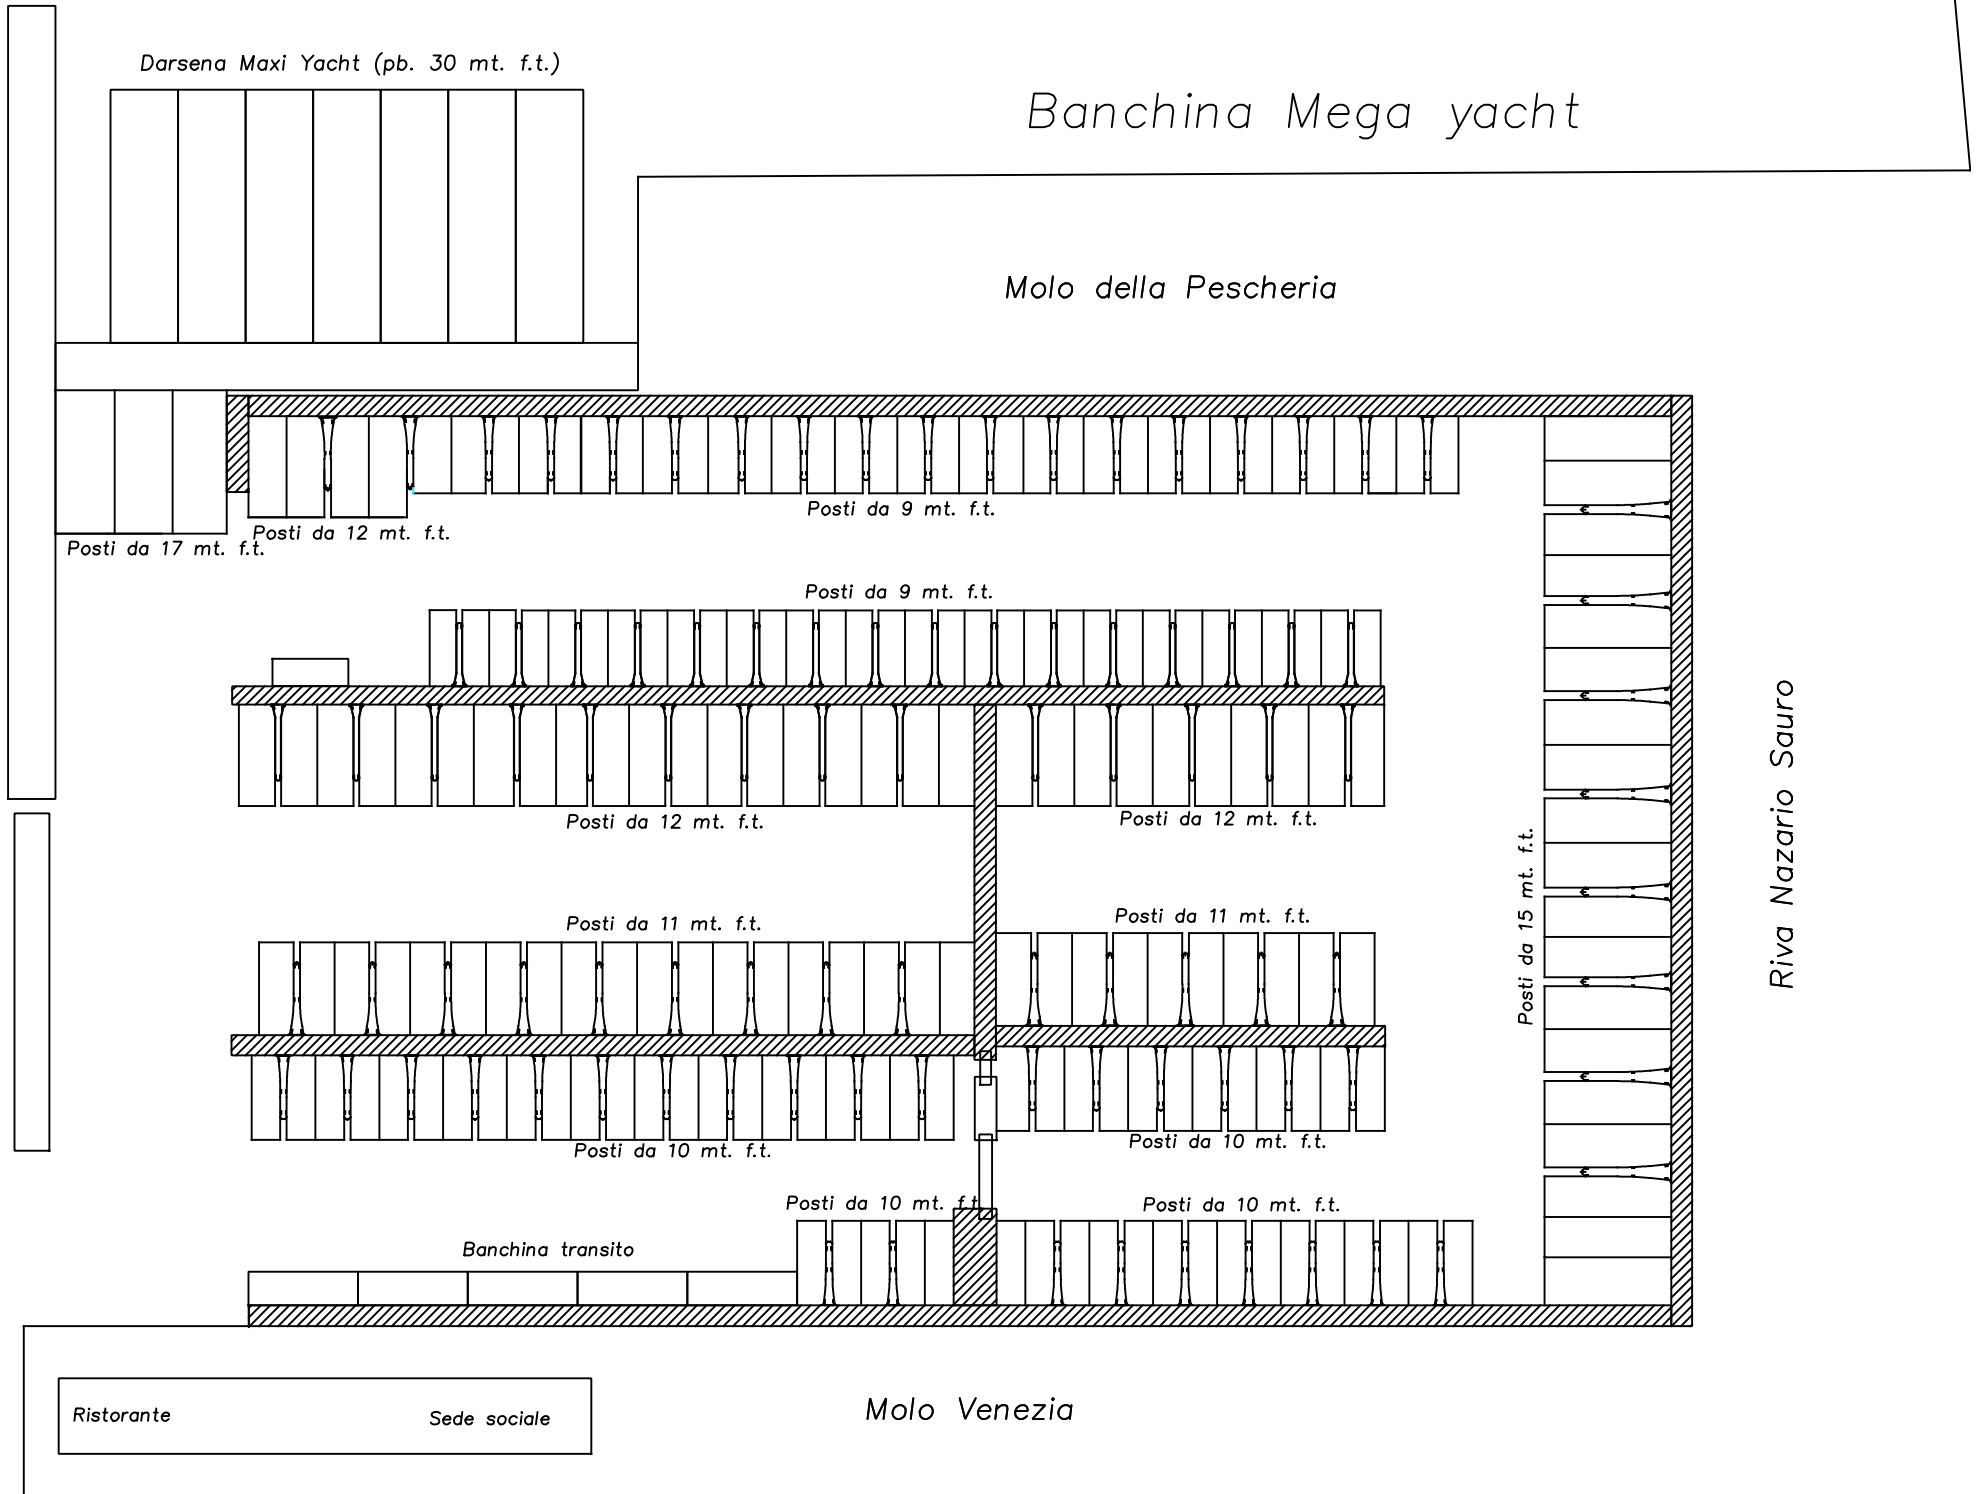 Darsena Maxi Yacht (pb. 30 mt. f.t.)
Banchina Mega yacht
Molo della Pescheria
Posti da 9 mt. f.t.
Posti da 12 mt. f.t.
Posti da 17 mt. f.t.
Posti da 9 mt. f.t.
Riva Nazario Sauro
Posti da 12 mt. f.t.
Posti da 12 mt. f.t.
Posti da 15 mt. f.t.
Posti da 11 mt. f.t.
Posti da 11 mt. f.t.
Posti da 10 mt. f.t.
Posti da 10 mt. f.t.
Posti da 10 mt. f.t.
Posti da 10 mt. f.t.
Banchina transito
Ristorante
Sede sociale
Molo Venezia